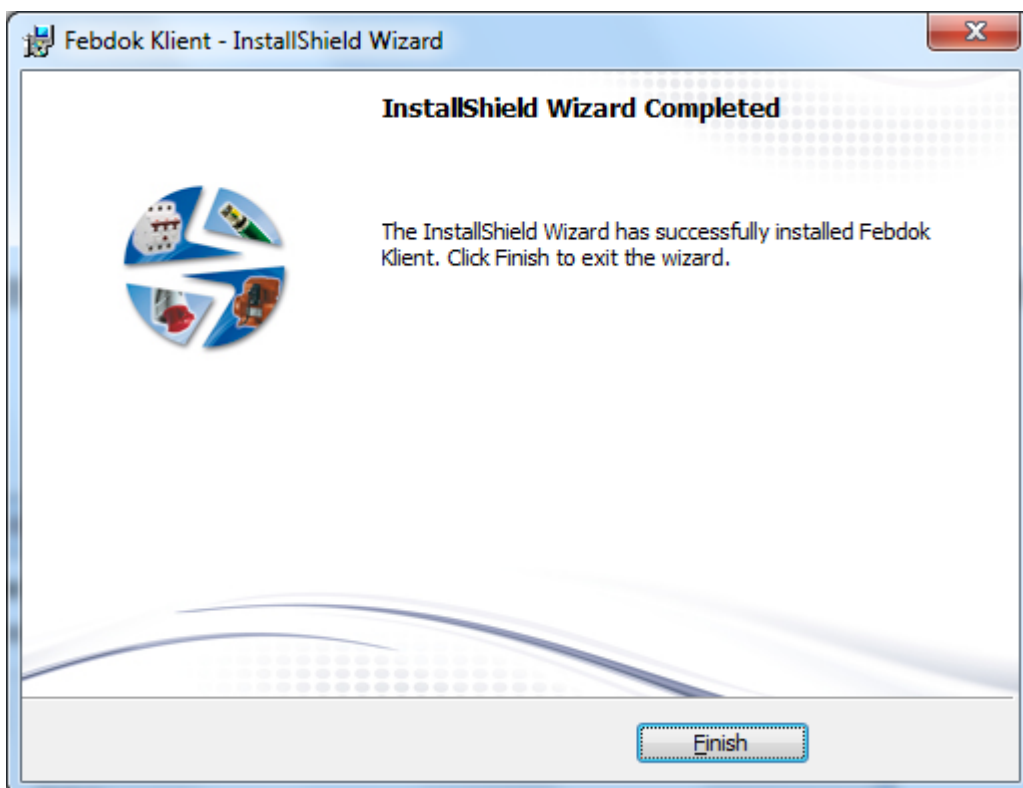 Febdok Klient - InstallShield Wizard
InstallShield Wizard Completed
The InstallShield Wizard has successfully installed Febdok
Klient. Click Finish to exit the wizard.
Finish